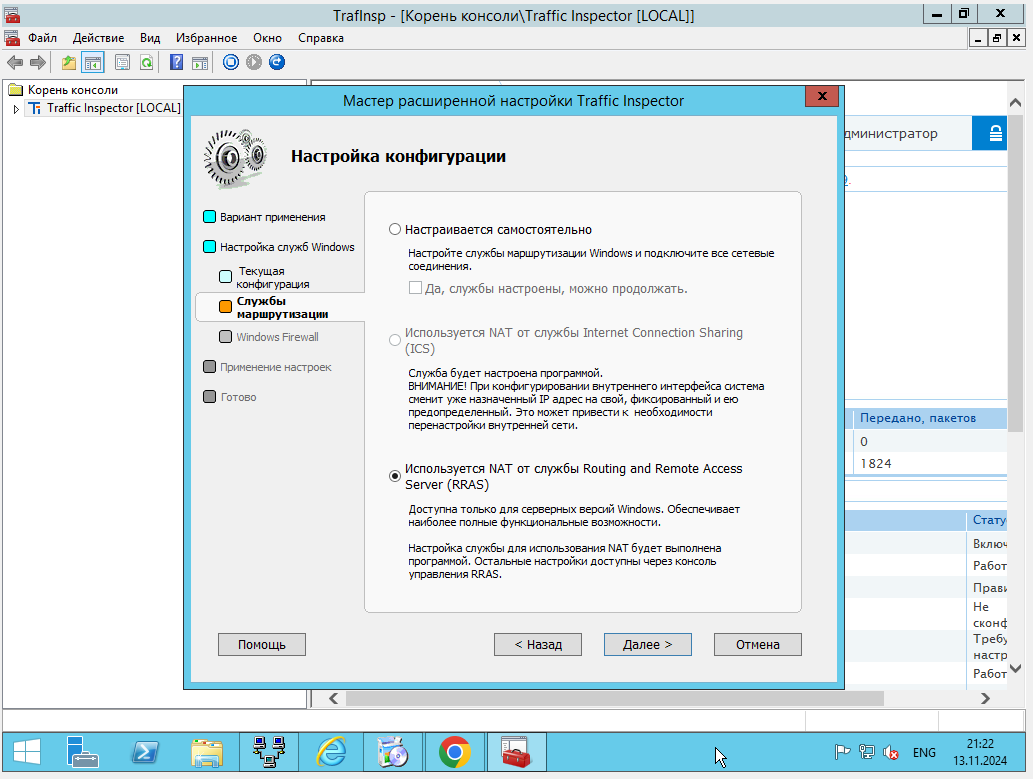 TrafInsp - [Корень консоли\Traffic Inspector [LOCAL]]
Файл Действие Вид Избранное Окно Справка
Корень консоли
Traffic Inspector [LOCAL]
Мастер расширенной настройки Traffic Inspector
Настройка конфигурации
Вариант применения
Настройка служб Windows
Текущая
конфигурация
Службы
маршрутизации
Windows Firewall
Применение настроек
Готово
Настраивается самостоятельно
Настройте службы маршрутизации Windows и подключите все сетевые
соединения.
Да, службы настроены, можно продолжать.
Используется NAT от службы Internet Connection Sharing
(ICS)
Служба будет настроена программой.
ВНИМАНИЕ! При конфигурировании внутреннего интерфейса система
сменит уже назначенный IP адрес на свой, фиксированный и ею
предопределенный. Это может привести к  необходимости
перенастройки внутренней сети.
Используется NAT от службы Routing and Remote Access
Server (RRAS)
Доступна только для серверных версий Windows. Обеспечивает
наиболее полные функциональные возможности.
Настройка службы для использования NAT будет выполнена
программой. Остальные настройки доступны через консоль
управления RRAS.
Помощь < Назад Далее > Отмена
дминистратор
Передано, пакетов
0
1824
Стату
Включ
Работ
Прави
Не
сконф
Требу
настр
Работ
ENG
21:22
13.11.2024